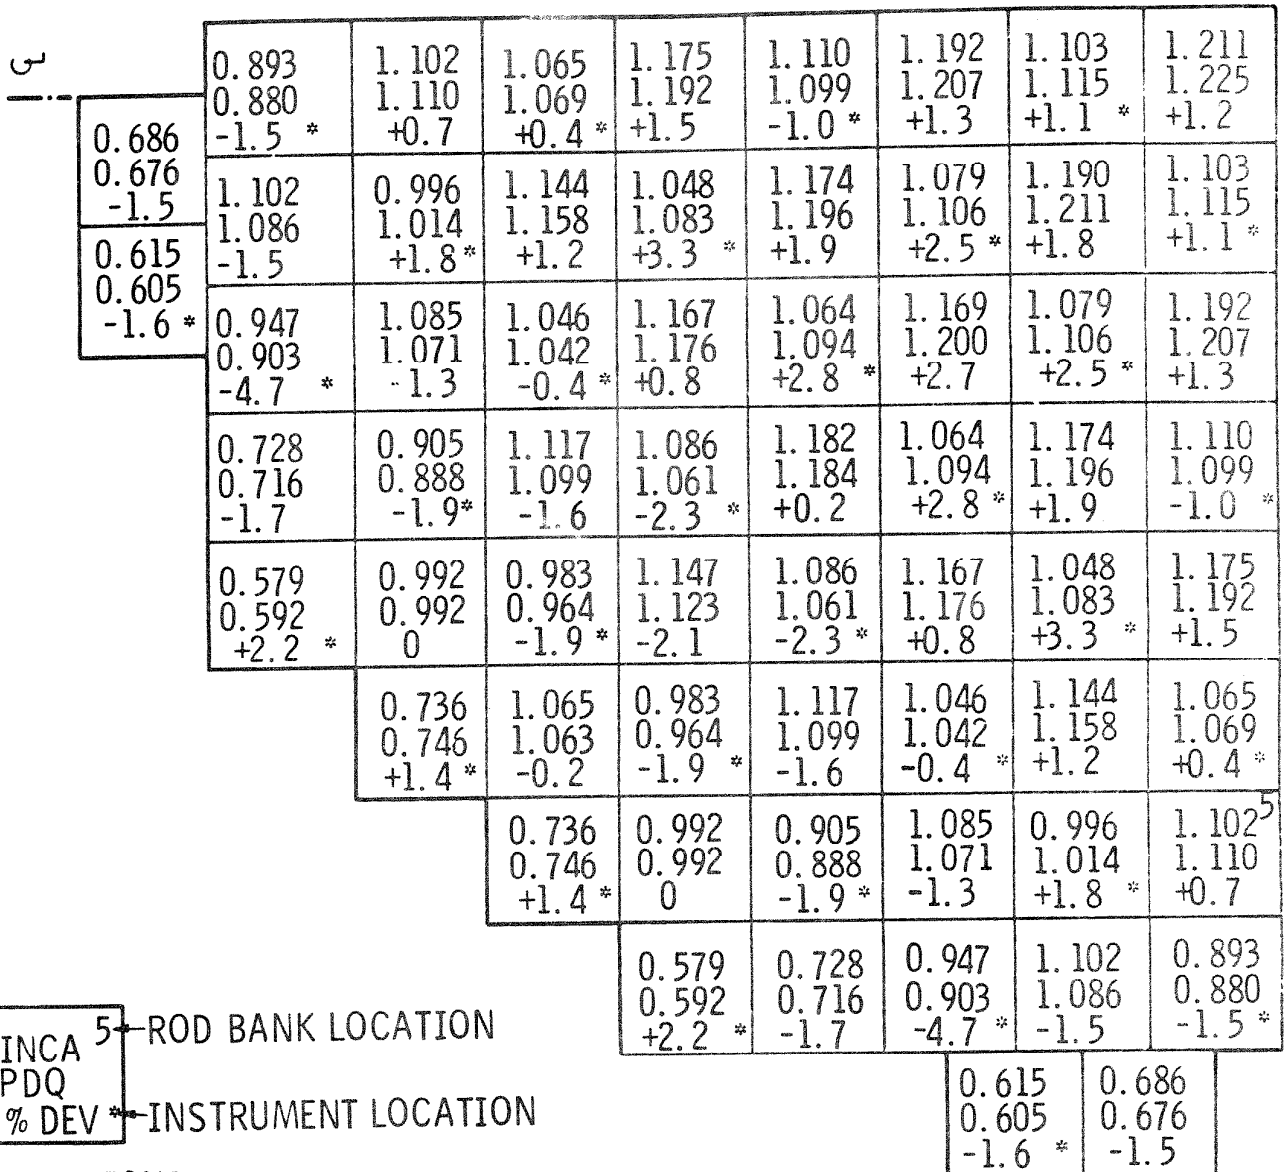 3
0.893 1.102 1.065 1.175 1.110 1.192 1.103 1.211
0.880 1.110 1.069 1.192 1.099 1.207 1.115 1.225
-1.5 * +0.7 +0.4 * +1.5 -1.0 * +1.3 +1.1 * +1.2
0.686
0.676
-1.5
1.102 0.996 1.144 1.048 1.174 1.079 1.190 1.103
1.086 1.014 1.158 1.083 1.196 1.106 1.211 1.115
-1.5 +1.8 * +1.2 +3.3 * +1.9 +2.5 * +1.8 +1.1 *
0.615
0.605
-1.6 *
0.947 1.085 1.046 1.167 1.064 1.169 1.079 1.192
0.903 1.071 1.042 1.176 1.094 1.200 1.106 1.207
-4.7 * -1.3 -0.4 * +0.8 +2.8 * +2.7 +2.5 * +1.3
0.728 0.905 1.117 1.086 1.182 1.064 1.174 1.110
0.716 0.888 1.099 1.061 1.184 1.094 1.196 1.099
-1.7 -1.9* -1.6 -2.3 * +0.2 +2.8 * +1.9 -1.0 *
0.579 0.992 0.983 1.147 1.086 1.167 1.048 1.175
0.592 0.992 0.964 1.123 1.061 1.176 1.083 1.192
+2.2 * 0 -1.9 * -2.1 -2.3 * +0.8 +3.3 * +1.5
0.736 1.065 0.983 1.117 1.046 1.144 1.065
0.746 1.063 0.964 1.099 1.042 1.158 1.069
+1.4 * -0.2 -1.9 * -1.6 -0.4 * +1.2 +0.4 *
0.736 0.992 0.905 1.085 0.996 1.102 5
0.746 0.992 0.888 1.071 1.014 1.110
+1.4 * 0 -1.9 * -1.3 +1.8 * +0.7
0.579 0.728 0.947 1.102 0.893
0.592 0.716 0.903 1.086 0.880
+2.2 * -1.7 -4.7 * -1.5 -1.5 *
0.615 0.686
0.605 0.676
-1.6 * -1.5
INCA 5 ROD BANK LOCATION
PDQ
% DEV * INSTRUMENT LOCATION